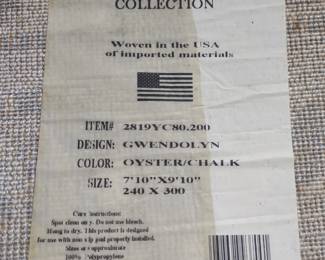 COLLECTION
Woven in the USA
of imported materials
ITEM# 2819YC80.200
DESIGN: GWENDOLYN
COLOR: OYSTER/CHALK
SIZE: 7'10"X9'10"
240 X 300
Care Instructions:
Spot clean only. Do not use bleach.
Hang to dry. This product is designed
for use with non slip pad properly installed.
Sizes are approximate
100% Polypropylene